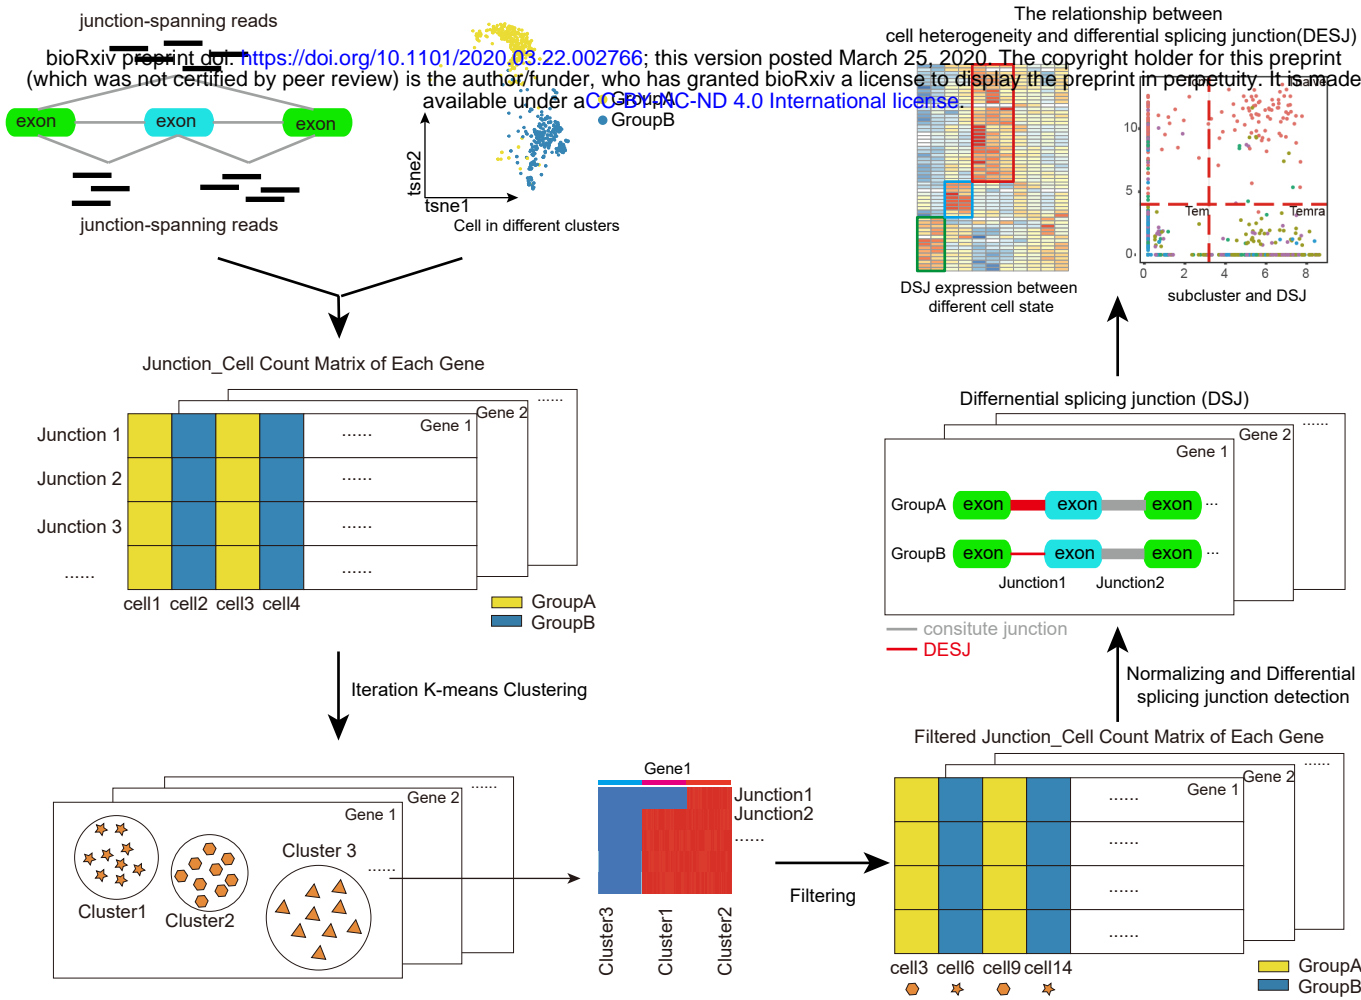 junction-spanning reads
The relationship between
cell heterogeneity and differential splicing junction(DESJ)
bioRxiv preprint doi: https://doi.org/10.1101/2020.03.22.002766; this version posted March 25, 2020. The copyright holder for this preprint
(which was not certified by peer review) is the author/funder, who has granted bioRxiv a license to display the preprint in perpetuity. It is made
available under aCC-BY-NC-ND 4.0 International license.
GroupA
GroupB
exon
exon
exon
junction-spanning reads
tsne2
tsne1
Cell in different clusters
DSJ expression between
different cell state
10
5
0
Tem
Temra
0 2 4 6 8
subcluster and DSJ
Junction_Cell Count Matrix of Each Gene
......
Gene 2
Gene 1
Junction 1 ......
Junction 2 ......
Junction 3 ......
...... ......
cell1 cell2 cell3 cell4
GroupA
GroupB
Iteration K-means Clustering
......
Gene 2
Gene 1
Cluster1
Cluster2
Cluster 3
......
Gene1
Junction1
Junction2
......
Cluster3
Cluster1
Cluster2
Filtering
Filtered Junction_Cell Count Matrix of Each Gene
......
Gene 2
Gene 1
......
......
......
......
cell3 cell6 cell9 cell14
GroupA
GroupB
Normalizing and Differential
splicing junction detection
Differnential splicing junction (DSJ)
......
Gene 2
Gene 1
GroupA exon exon exon ...
GroupB exon exon exon ...
Junction1 Junction2
consitute junction
DESJ